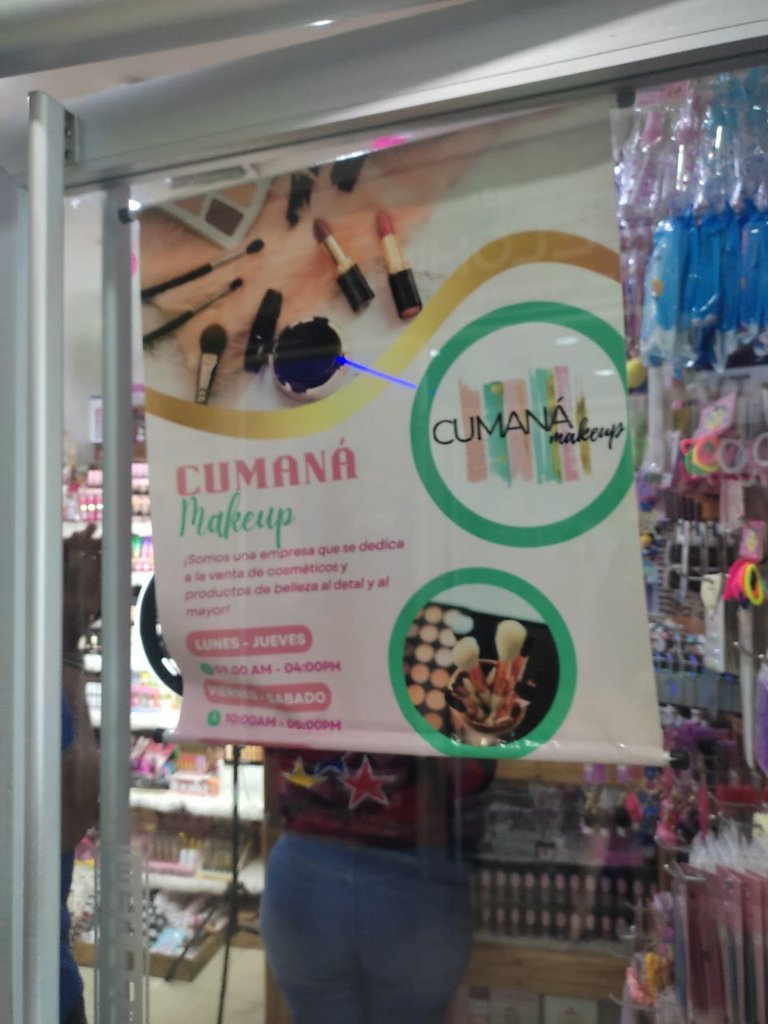 CUMANÁ
makeup
CUMANÁ
Makeup
¡Somos una empresa que se dedica
a la venta de cosméticos y
productos de belleza al detal y al
mayor!
LUNES - JUEVES
09:00 AM - 04:00PM
VIERNES - SABADO
10:00AM - 05:00PM